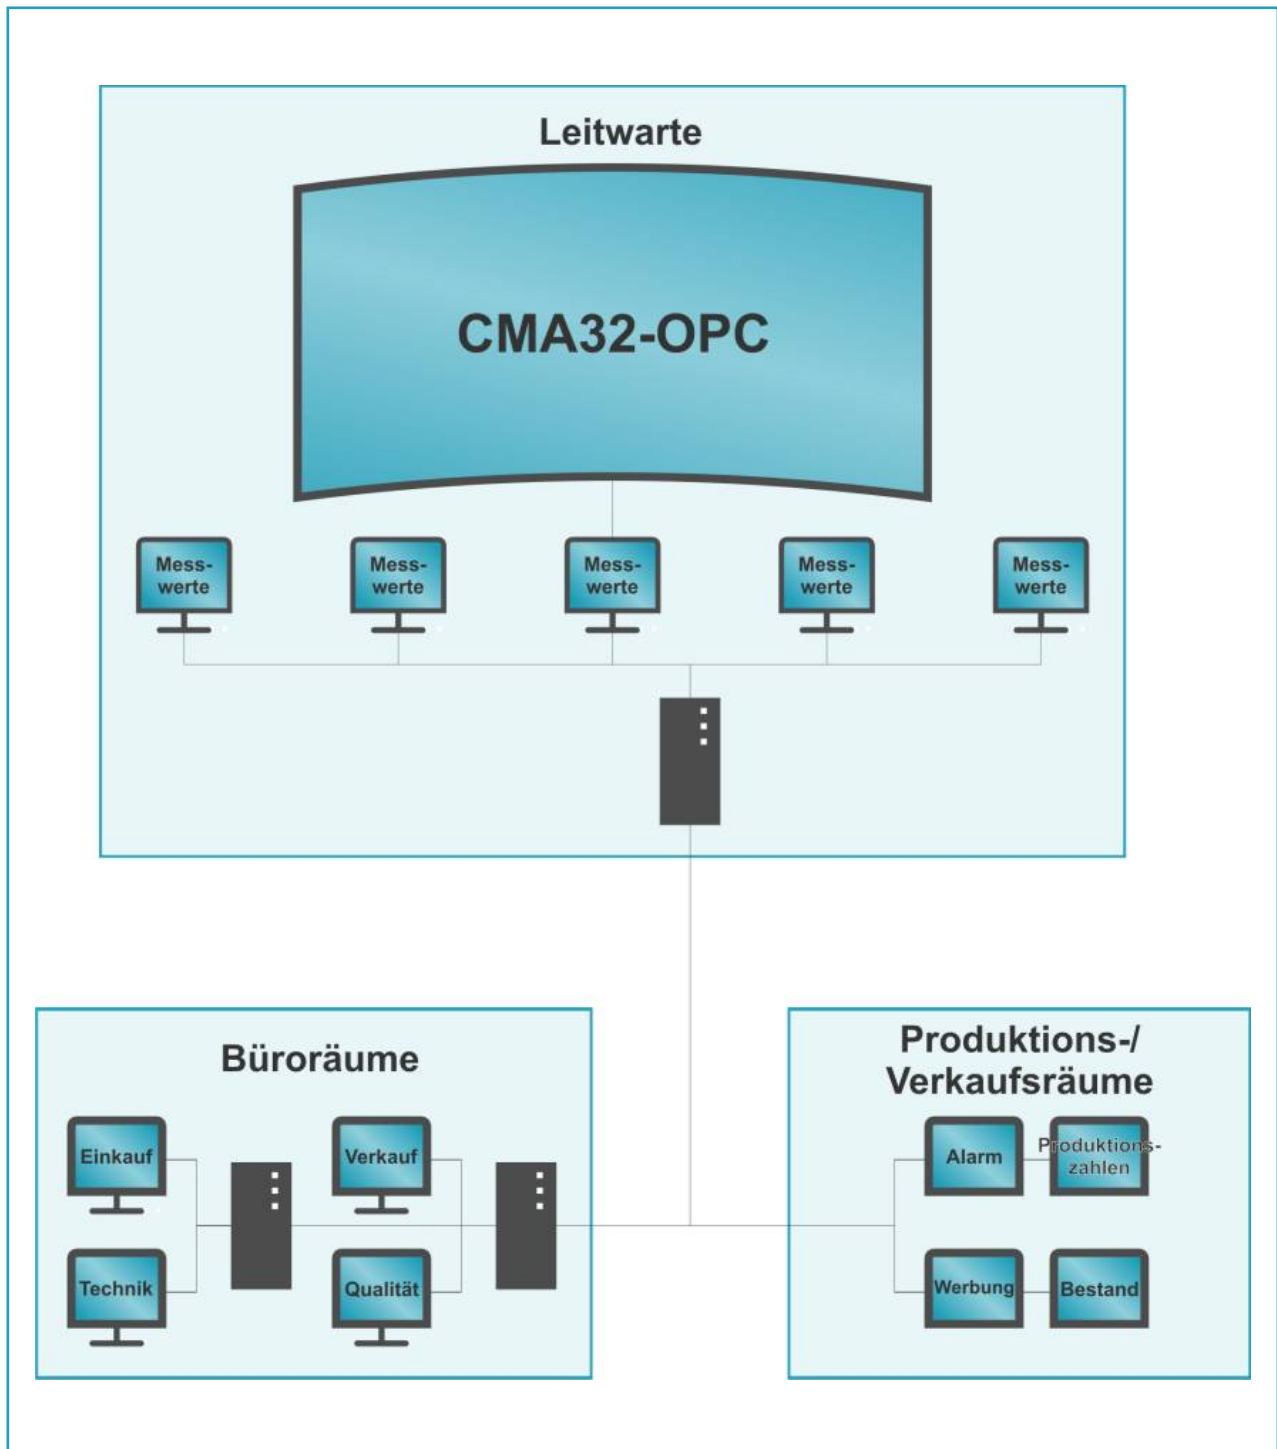 Leitwarte
CMA32-OPC
Mess-
werte
Mess-
werte
Mess-
werte
Mess-
werte
Mess-
werte
Büroräume
Einkauf
Verkauf
Technik
Qualität
Produktions-/
Verkaufsräume
Alarm
Produktions-
zahlen
Werbung
Bestand